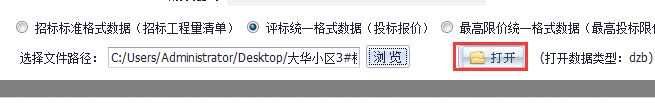 招标标准格式数据（招标工程量清单） 评标统一格式数据（投标报价） 最高限价统一格式数据（最高投标限
选择文件路径： C:/Users/Administrator/Desktop/大华小区3# 浏览 打开 (打开数据类型：dzb)